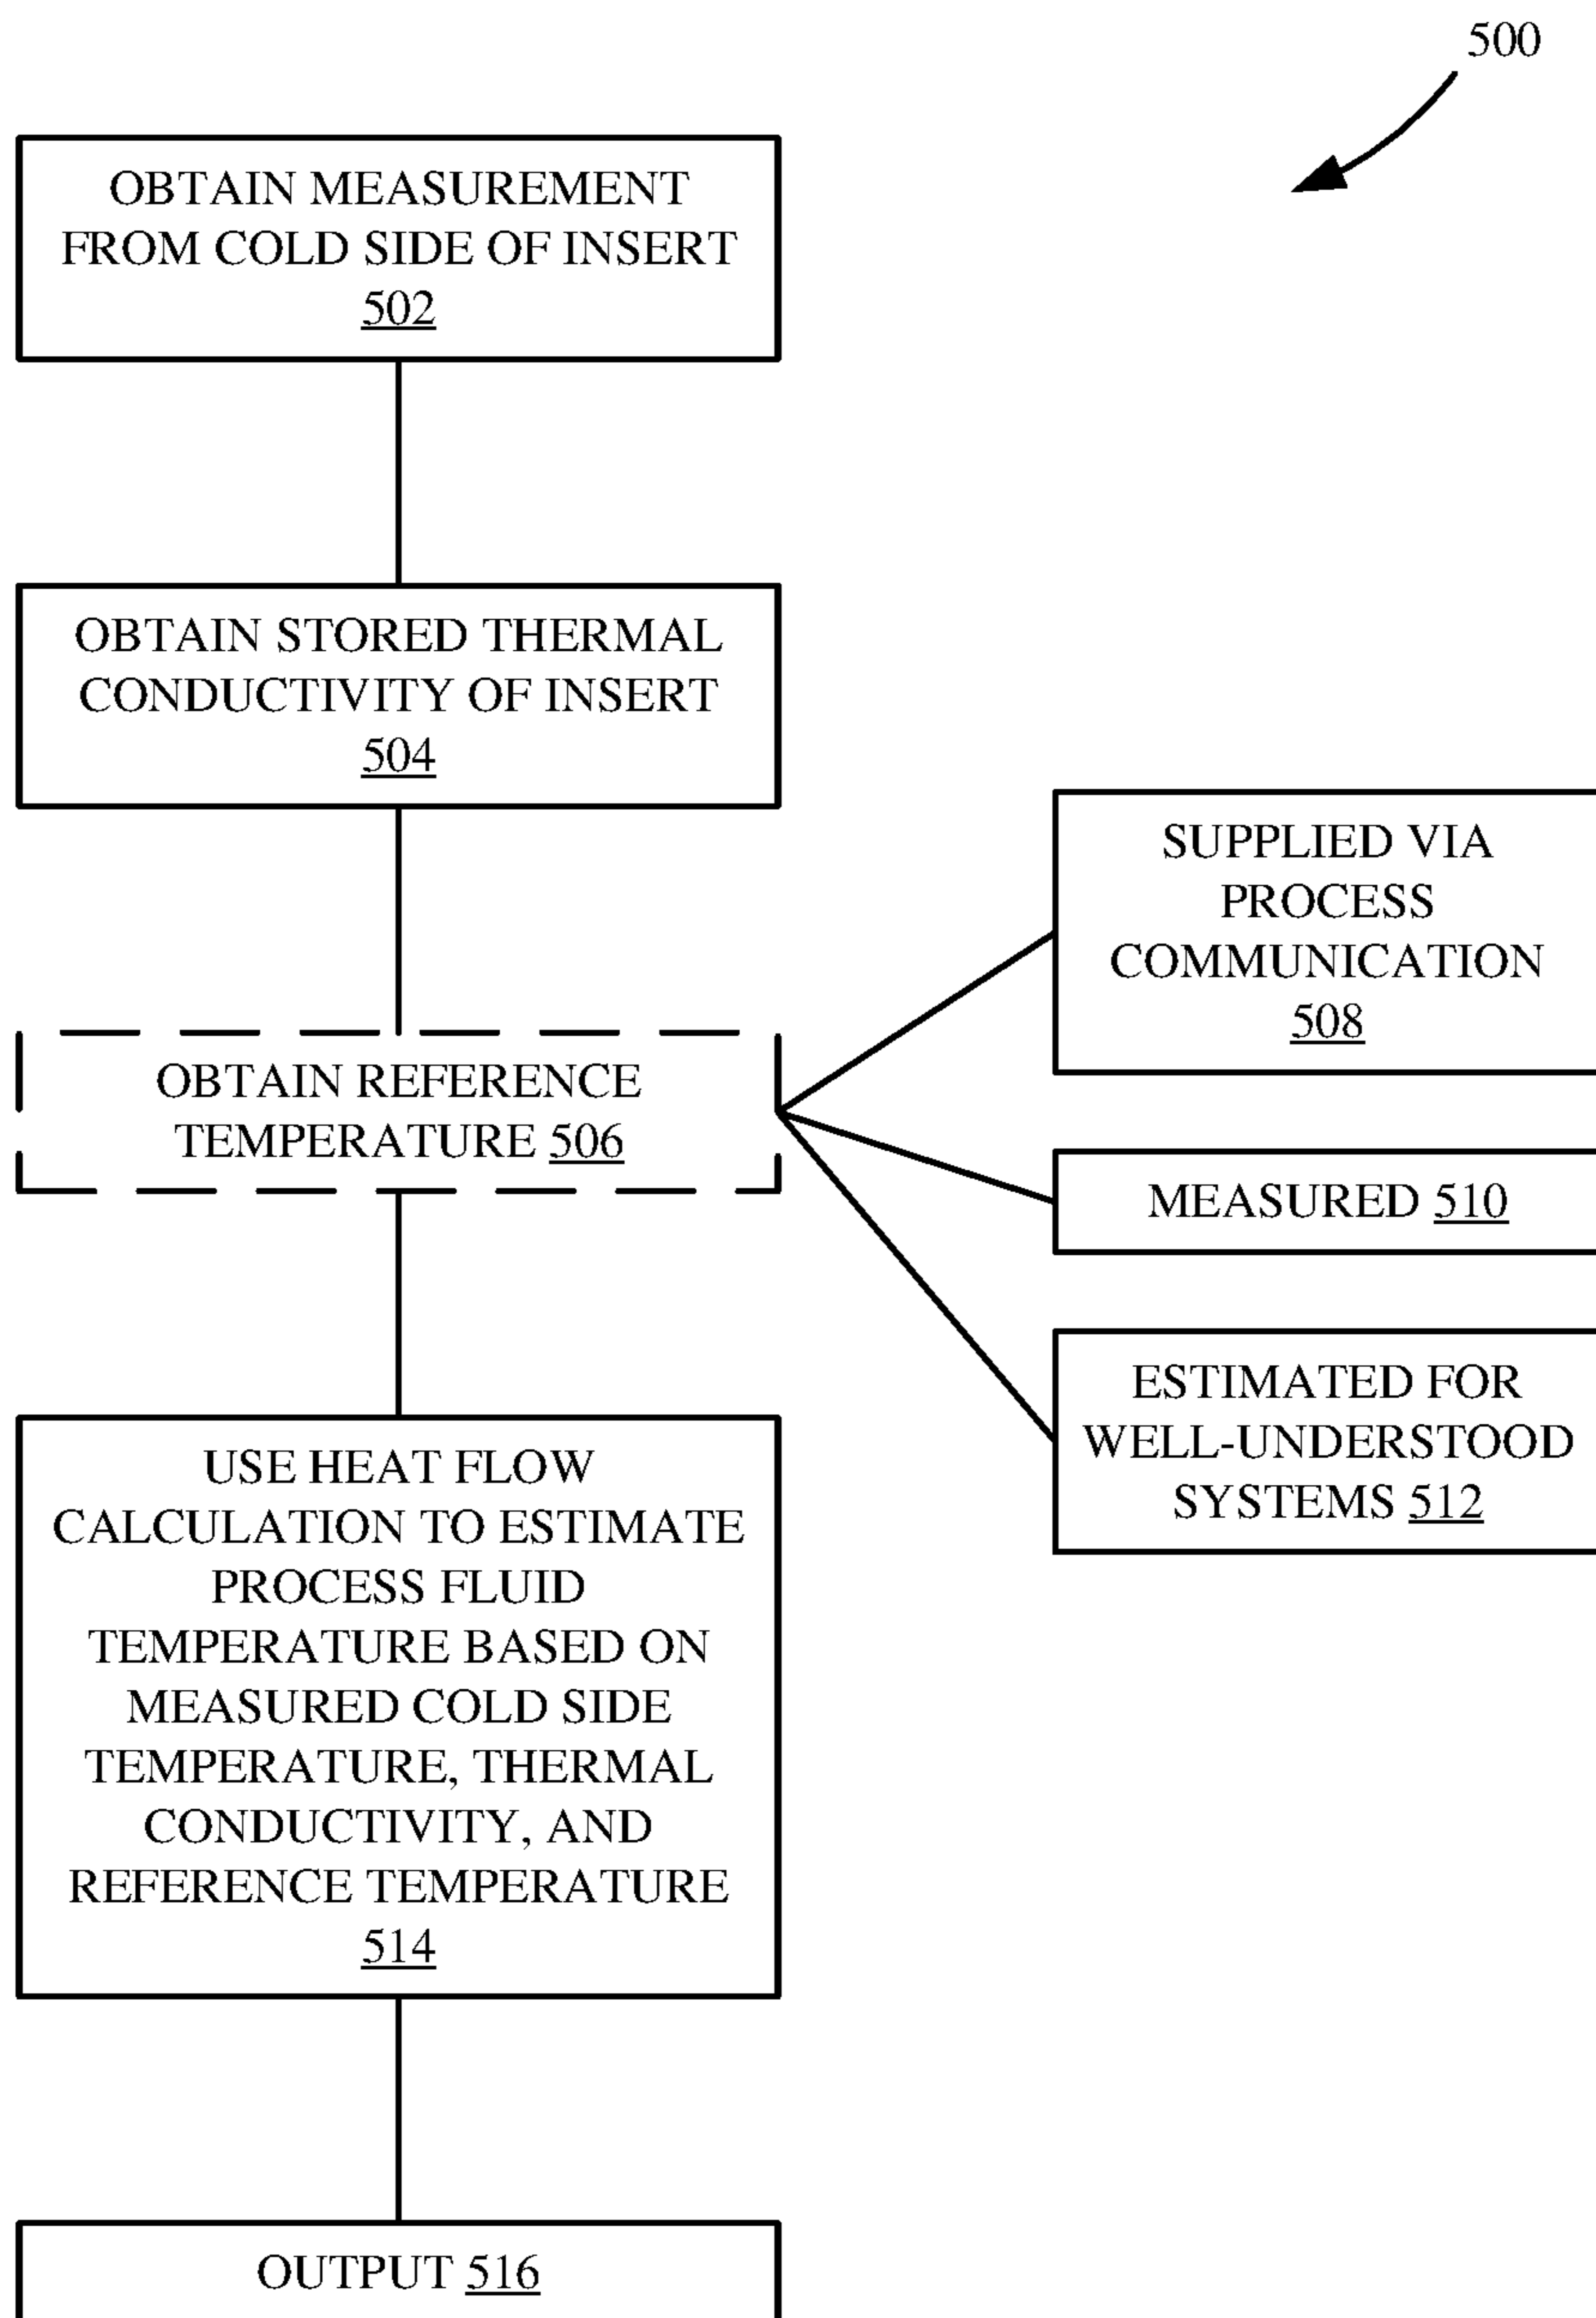 500
OBTAIN MEASUREMENT
FROM COLD SIDE OF INSERT
502
OBTAIN STORED THERMAL
CONDUCTIVITY OF INSERT
504
OBTAIN REFERENCE
TEMPERATURE 506
SUPPLIED VIA
PROCESS
COMMUNICATION
508
MEASURED 510
ESTIMATED FOR
WELL-UNDERSTOOD
SYSTEMS 512
USE HEAT FLOW
CALCULATION TO ESTIMATE
PROCESS FLUID
TEMPERATURE BASED ON
MEASURED COLD SIDE
TEMPERATURE, THERMAL
CONDUCTIVITY, AND
REFERENCE TEMPERATURE
514
OUTPUT 516